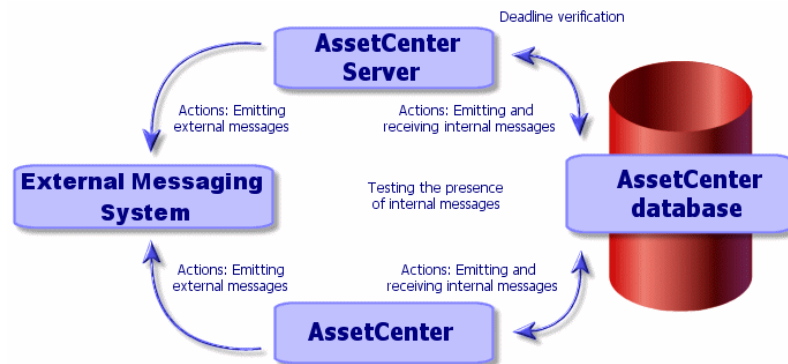 Deadline verification
AssetCenter
Server
Actions: Emitting
external messages
Actions: Emitting and
receiving internal messages
External Messaging
System
Testing the presence
of internal messages
AssetCenter
database
Actions: Emitting
external messages
Actions: Emitting and
receiving internal messages
AssetCenter